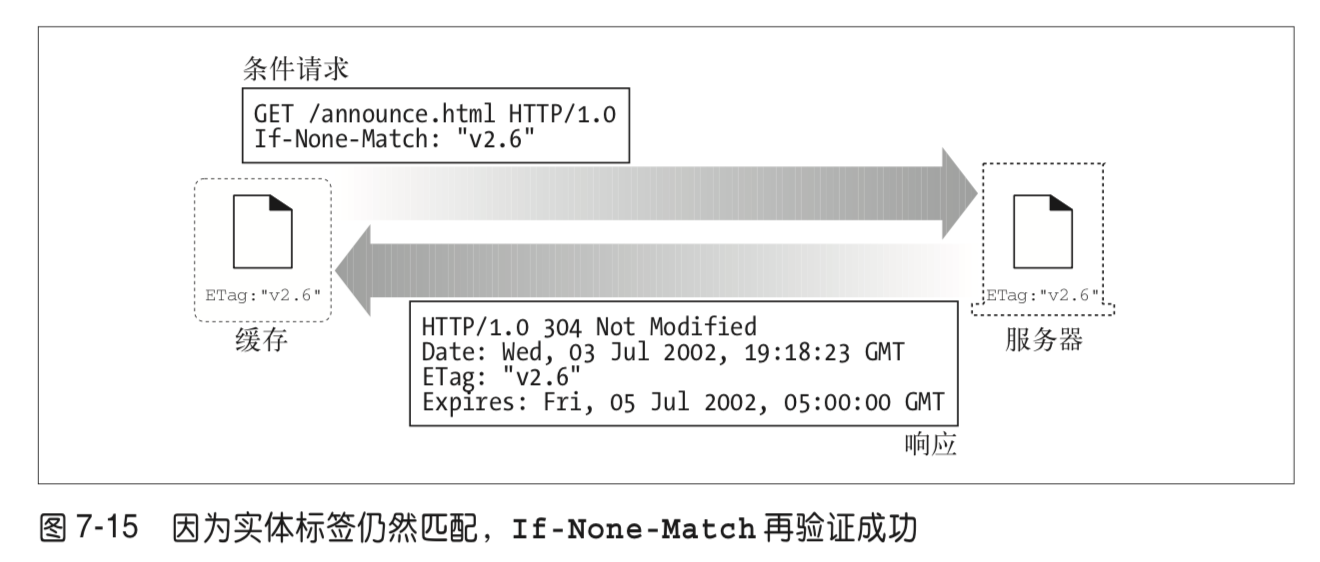 条件请求
GET /announce.html HTTP/1.0
If-None-Match: "v2.6"
ETag:"v2.6"
缓存
ETag:"v2.6"
服务器
HTTP/1.0 304 Not Modified
Date: Wed, 03 Jul 2002, 19:18:23 GMT
ETag: "v2.6"
Expires: Fri, 05 Jul 2002, 05:00:00 GMT
响应
图 7-15 因为实体标签仍然匹配，If-None-Match 再验证成功